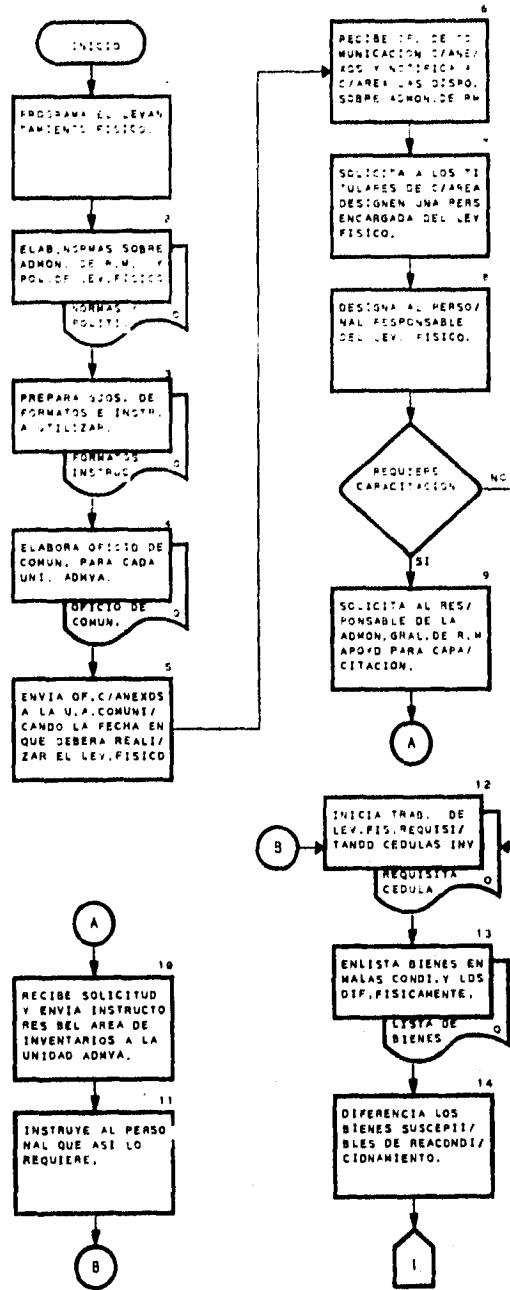 INICIO
1
PROGRAMA EL LEVAN
TAMIENTO FISICO.
2
ELAB.NORMAS SOBRE
ADMON. DE R.M. Y
POL.DE LEV.FISICO
NORMAS Y
POLITI.
O
3
PREPARA GJOS. DE
FORMATOS E INSTR.
A UTILIZAR.
FORMATOS
INSTRUC.
O
4
ELABORA OFICIO DE
COMUN. PARA CADA
UNI. ADMVA.
OFICIO DE
COMUN.
O
5
ENVIA OF.C/ANEXOS
A LA U.A.COMUNI/
CANDO LA FECHA EN
QUE DEBERA REALI/
ZAR EL LEV.FISICO
6
RECIBE OF. DE CO
MUNICACION C/ANE/
XOS Y NOTIFICA A
C/AREA LAS DISPO.
SOBRE ADMON.DE RM
7
SOLICITA A LOS TI
TULARES DE C/AREA
DESIGNEN UNA PERS
ENCARGADA DEL LEV
FISICO.
8
DESIGNA AL PERSO/
NAL RESPONSABLE
DEL LEV. FISICO.
REQUIERE
CAPACITACION
NO
SI
9
SOLICITA AL RES/
PONSABLE DE LA
ADMON.GRAL.DE R.M
APOYO PARA CAPA/
CITACION.
A
A
10
RECIBE SOLICITUD
Y ENVIA INSTRUCTO
RES BEL AREA DE
INVENTARIOS A LA
UNIDAD ADMVA.
11
INSTRUYE AL PERSO
NAL QUE ASI LO
REQUIERE.
B
B
12
INICIA TRAB. DE
LEV.FIS.REQUISI/
TANDO CEDULAS INV
REQUISITA
CEDULA
O
13
ENLISTA BIENES EN
MALAS CONDI.Y LOS
DIF.FISICAMENTE.
LISTA DE
BIENES
O
14
DIFERENCIA LOS
BIENES SUSCEPTI/
BLES DE REACONDI/
CIONAMIENTO.
1